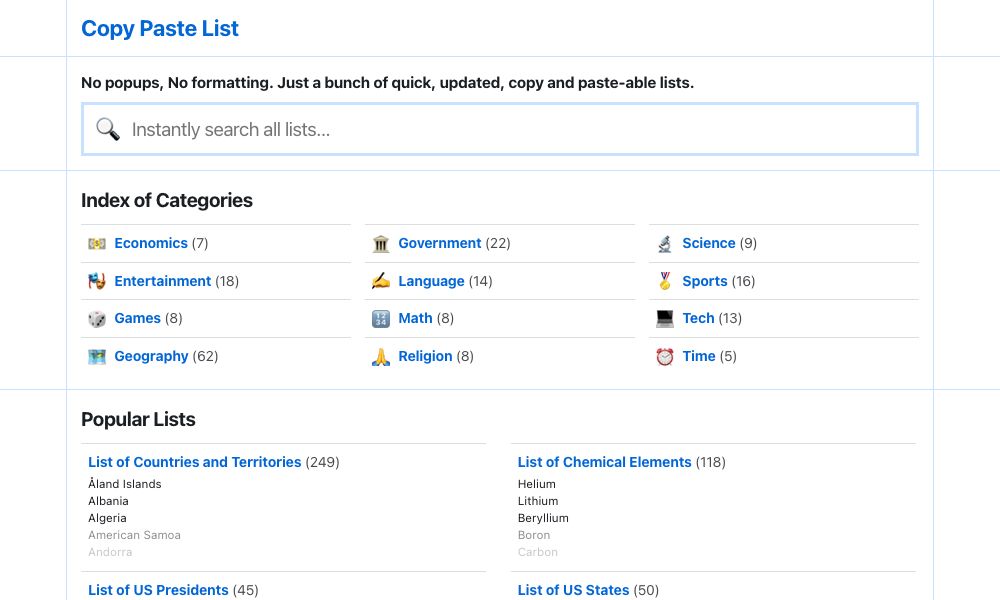 Copy Paste List
No popups, No formatting. Just a bunch of quick, updated, copy and paste-able lists.
Instantly search all lists...
Index of Categories
Economics (7)
Government (22)
Science (9)
Entertainment (18)
Language (14)
Sports (16)
Games (8)
Math (8)
Tech (13)
Geography (62)
Religion (8)
Time (5)
Popular Lists
List of Countries and Territories (249)
Åland Islands
Albania
Algeria
American Samoa
Andorra
List of Chemical Elements (118)
Helium
Lithium
Beryllium
Boron
Carbon
List of US Presidents (45)
List of US States (50)